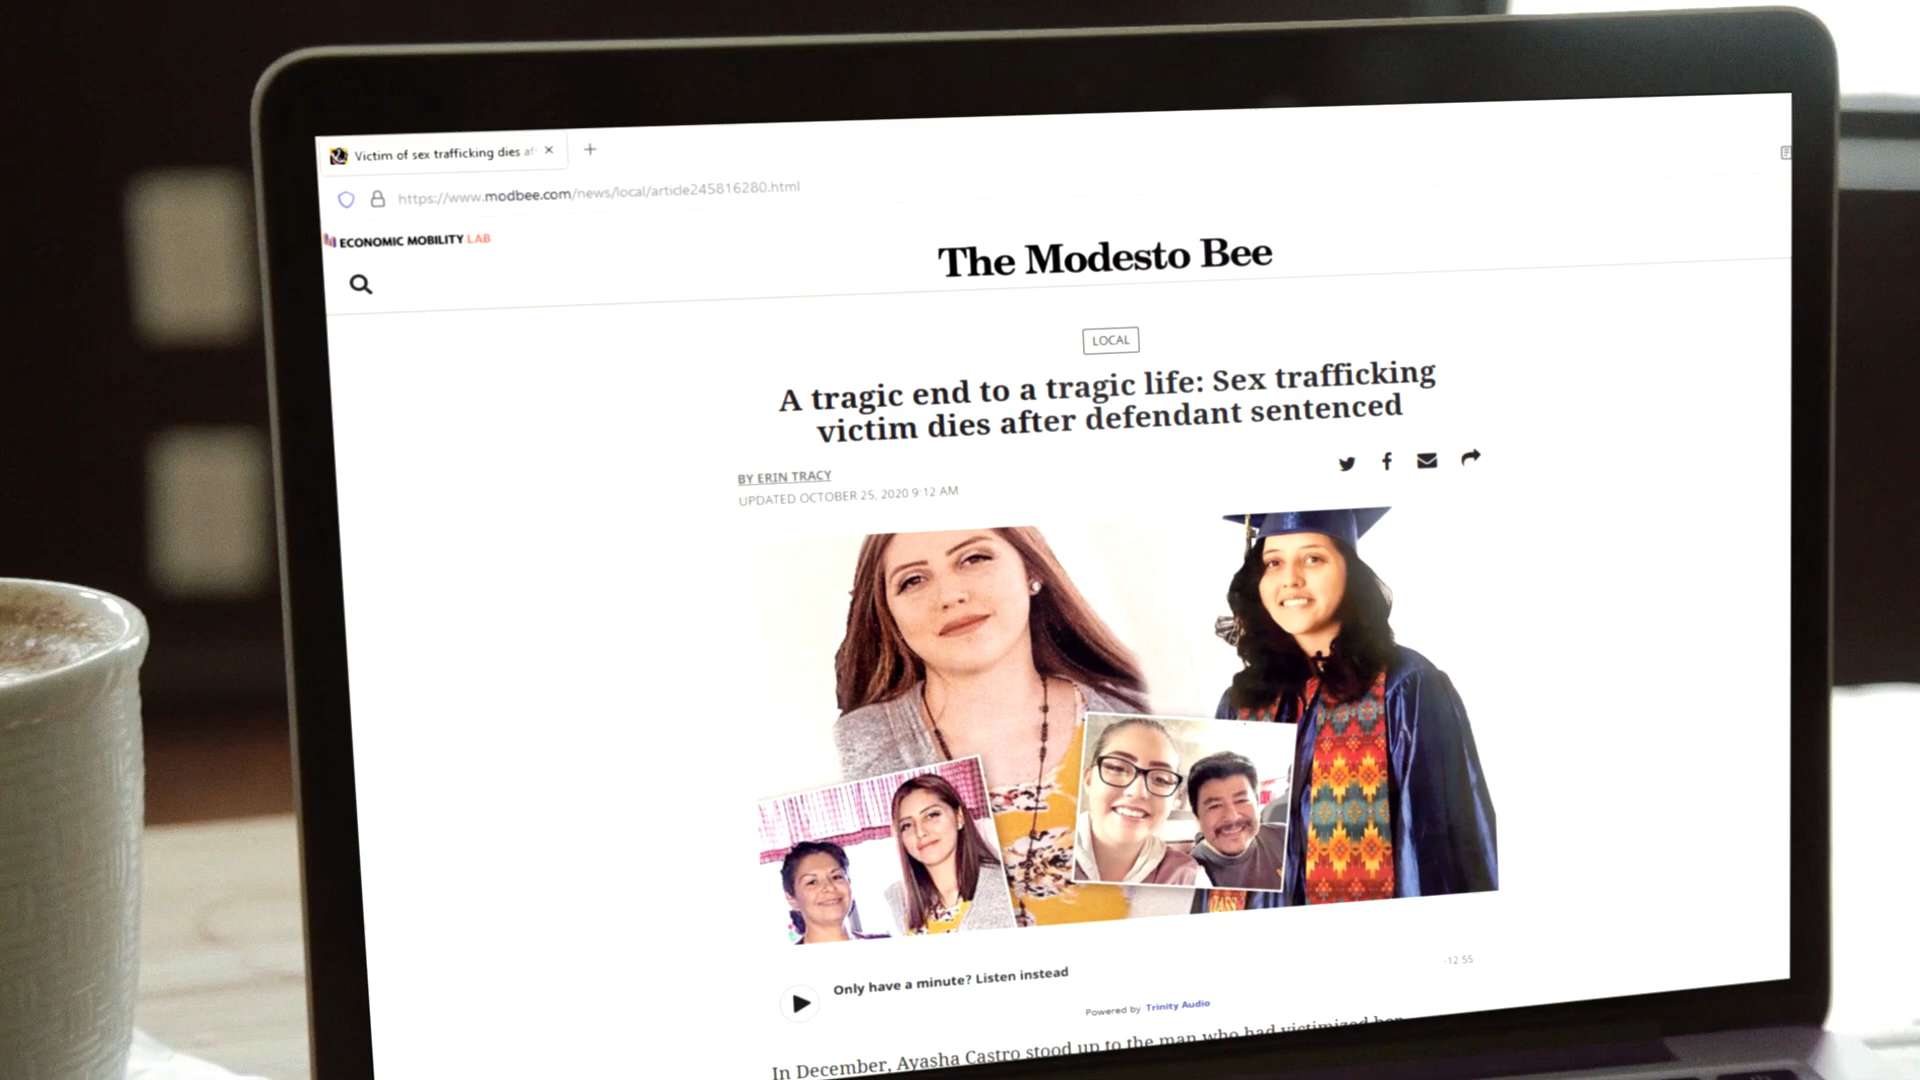 Victim of sex trafficking dies af
https://www.modbee.com/news/local/article245816280.html
ECONOMIC MOBILITY LAB
The Modesto Bee
LOCAL
A tragic end to a tragic life: Sex trafficking
victim dies after defendant sentenced
BY ERIN TRACY
UPDATED OCTOBER 25, 2020 9:12 AM
Only have a minute? Listen instead
-12:55
Powered by Trinity Audio
In December, Ayasha Castro stood up to the man who had victimized her